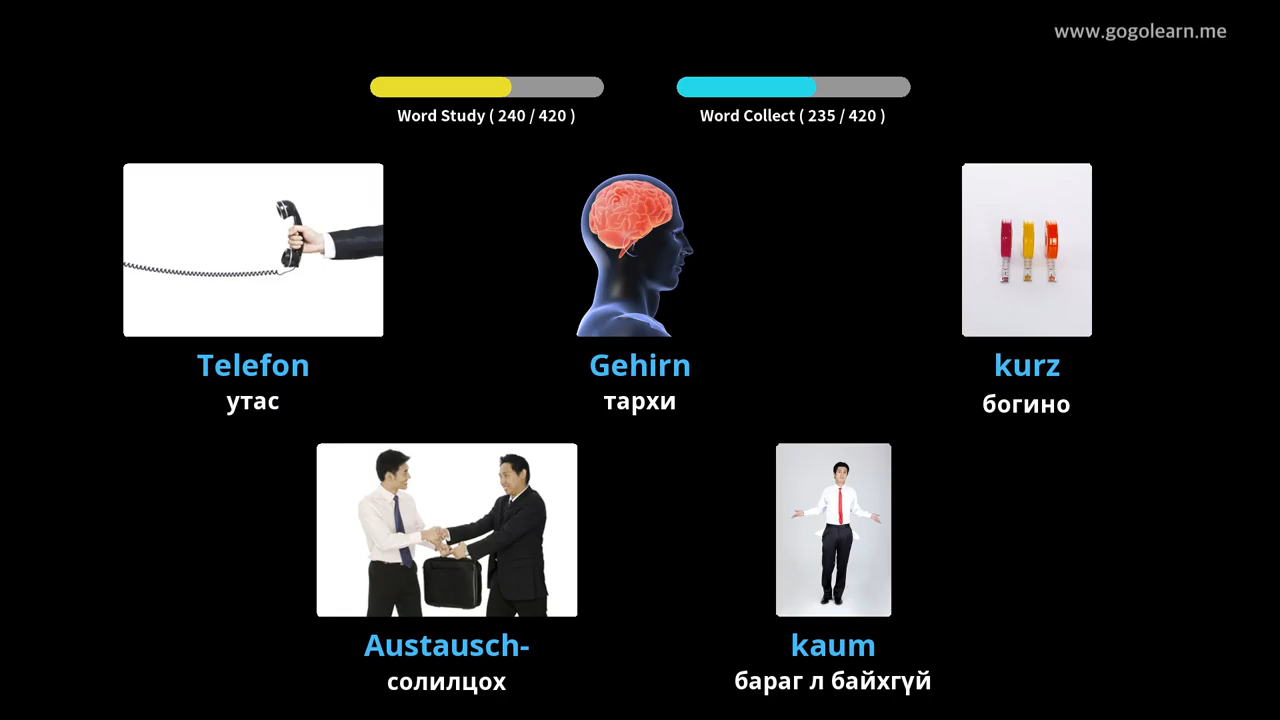 www.gogolearn.me
Word Study ( 240 / 420 )
Word Collect ( 235 / 420 )
Telefon
утас
Gehirn
тархи
kurz
богино
Austausch-
солилцох
kaum
бараг л байхгүй